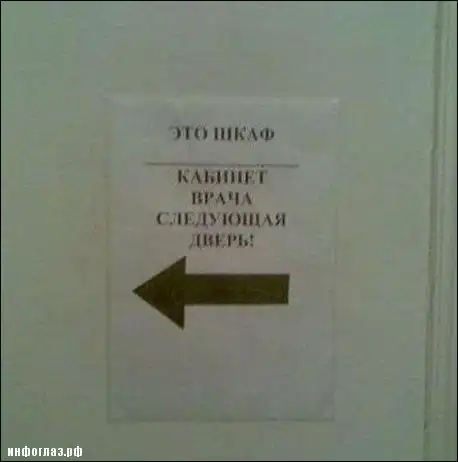 ЭТО ШКАФ
КАБИНЕТ
ВРАЧА
СЛЕДУЮЩАЯ
ДВЕРЬ!
инфоглаз.рф